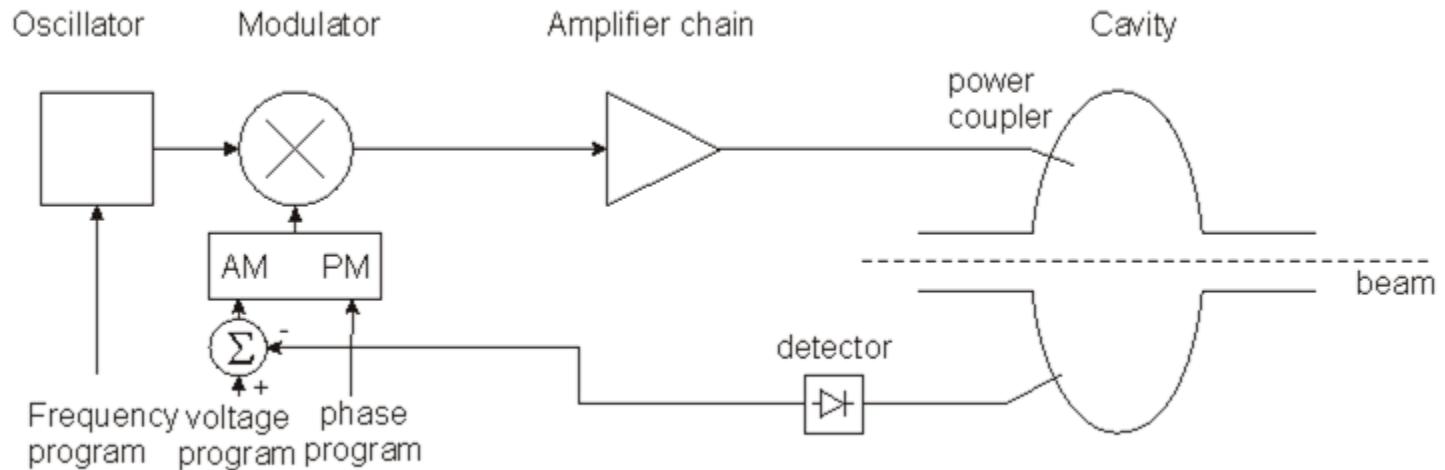 Oscillator
Modulator
Amplifier chain
Cavity
power
coupler
AM PM
beam
Σ
-
+
detector
Frequency
program
voltage
program
phase
program